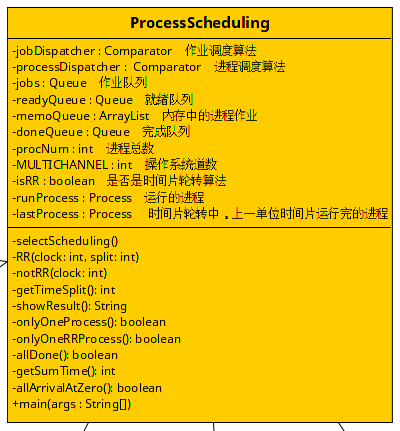 ProcessScheduling
-jobDispatcher : Comparator 作业调度算法
-processDispatcher : Comparator 进程调度算法
-jobs : Queue 作业队列
-readyQueue : Queue 就绪队列
-memoQueue : ArrayList 内存中的进程作业
-doneQueue : Queue 完成队列
-procNum : int 进程总数
-MULTICHANNEL : int 操作系统道数
-isRR : boolean 是否是时间片轮转算法
-runProcess : Process 运行的进程
-lastProcess : Process 时间片轮转中，上一单位时间片运行完的进程
-selectScheduling()
-RR(clock: int, split: int)
-notRR(clock: int)
-getTimeSplit(): int
-showResult(): String
-onlyOneProcess(): boolean
-onlyOneRRProcess(): boolean
-allDone(): boolean
-getSumTime(): int
-allArrivalAtZero(): boolean
+main(args : String[])